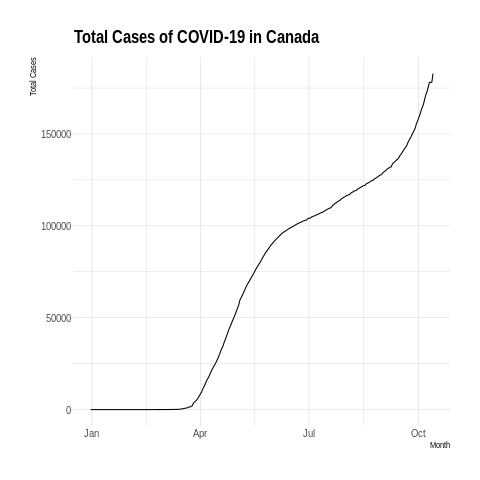 Total Cases of COVID-19 in Canada
Total Cases
150000
100000
50000
0
Jan Apr Jul Oct
Month